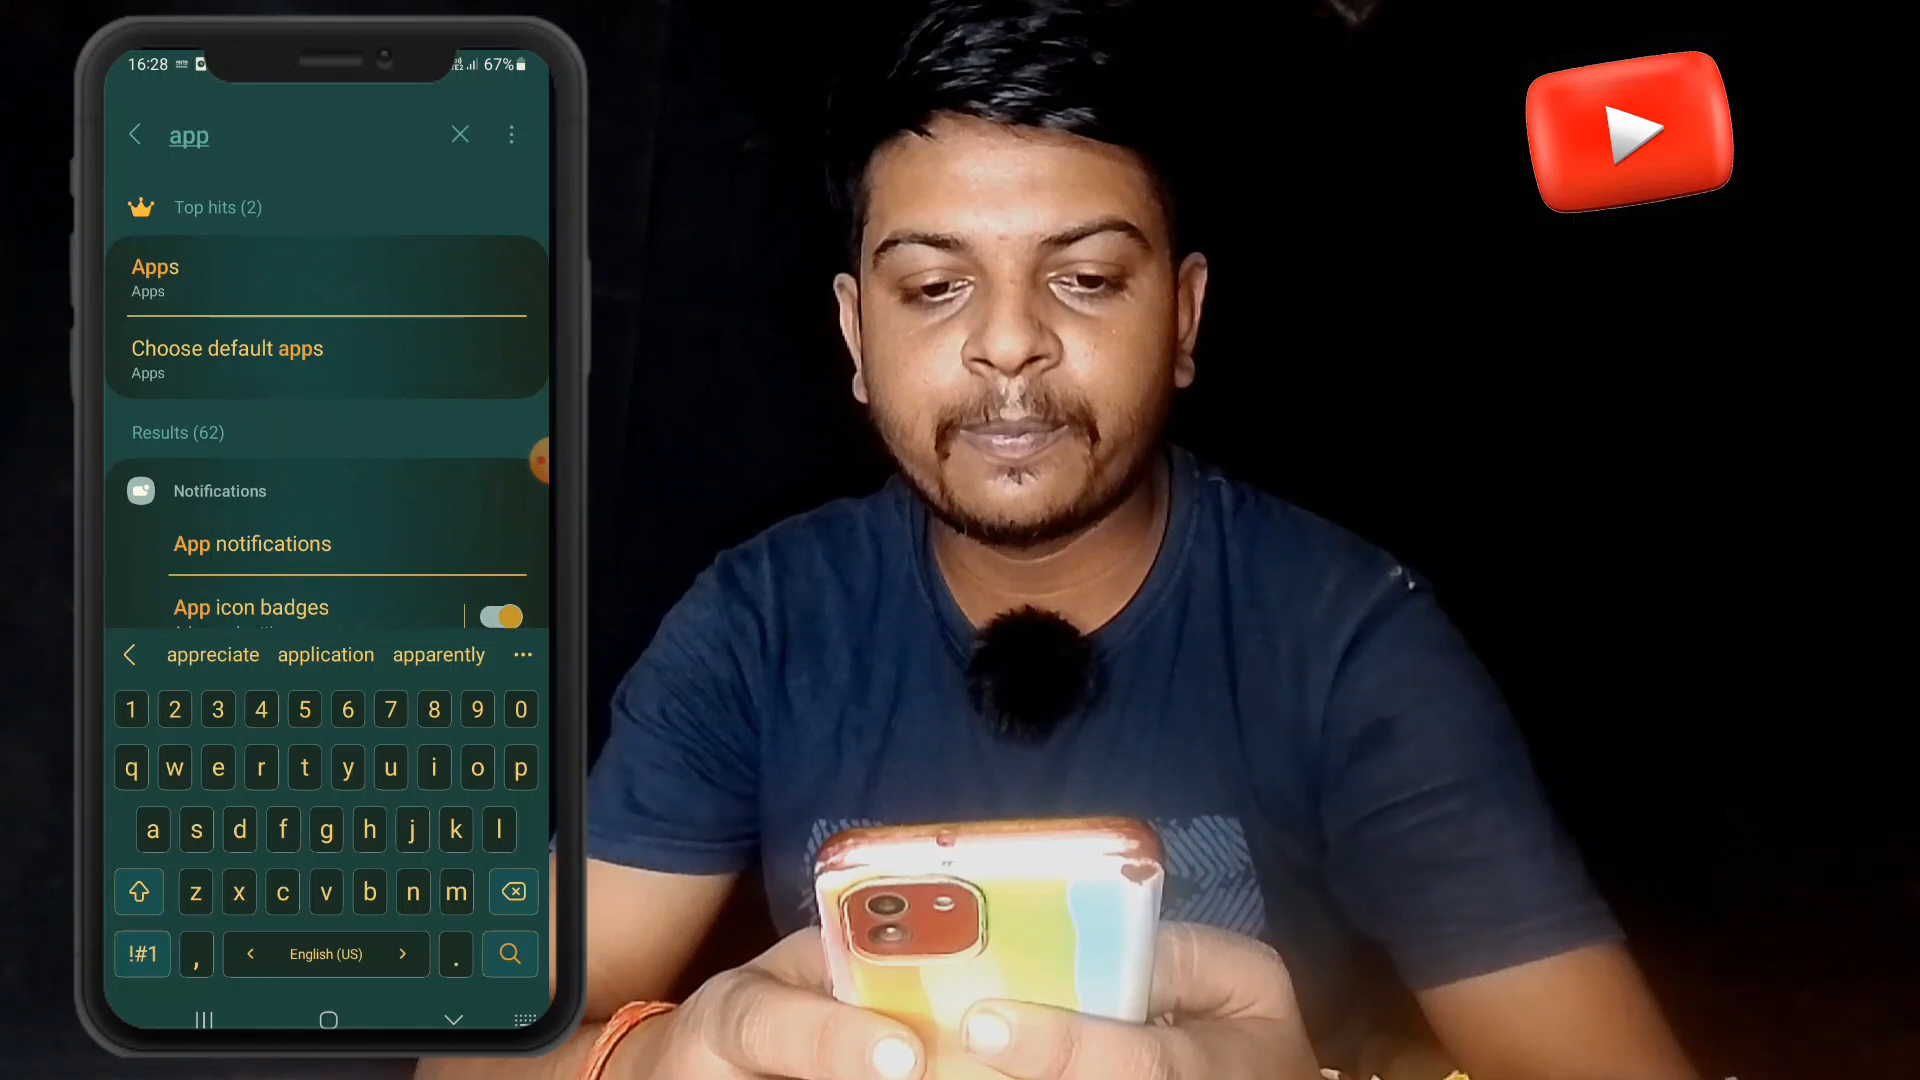 16:28
67%
app
Top hits (2)
Apps
Apps
Choose default apps
Apps
Results (62)
Notifications
App notifications
App icon badges
appreciate application apparently
1 2 3 4 5 6 7 8 9 0
q w e r t y u i o p
a s d f g h j k l
z x c v b n m
!#1 , < English (US) > .